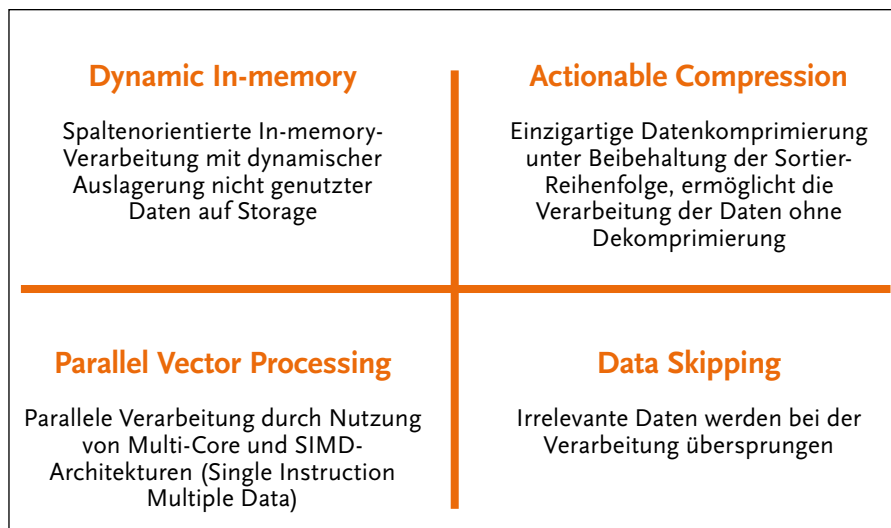 Dynamic In-memory
Spaltenorientierte In-memory-
Verarbeitung mit dynamischer
Auslagerung nicht genutzter
Daten auf Storage
Actionable Compression
Einzigartige Datenkomprimierung
unter Beibehaltung der Sortier-
Reihenfolge, ermöglicht die
Verarbeitung der Daten ohne
Dekomprimierung
Parallel Vector Processing
Parallele Verarbeitung durch Nutzung
von Multi-Core und SIMD-
Architekturen (Single Instruction
Multiple Data)
Data Skipping
Irrelevante Daten werden bei der
Verarbeitung übersprungen